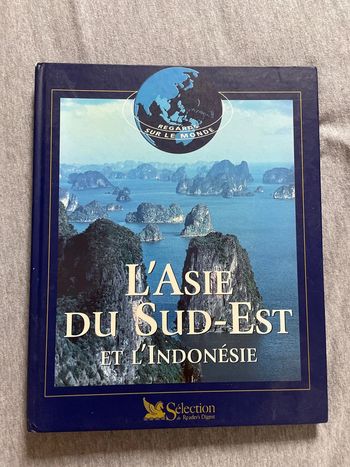 REGARDS
SUR LE MONDE
L'ASIE
DU SUD-EST
ET L'INDONÉSIE
Sélection
du Reader's Digest